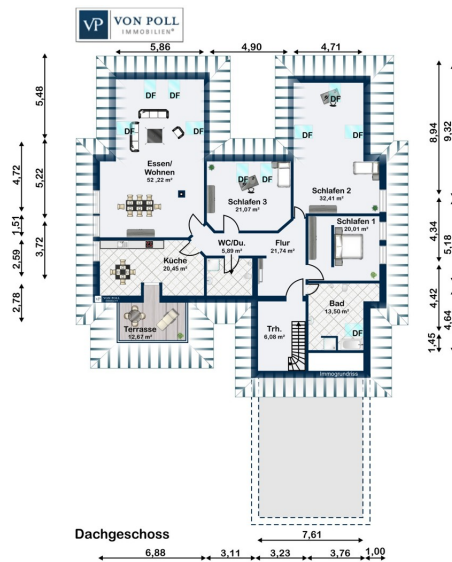 VP VON POLL
IMMOBILIEN®
5,86 4,90 4,71
5,48
4,72
5,22
1,51
3,72
2,59
2,78
8,94
9,32
4,34
5,18
4,42
4,64
1,45
DF DF
DF DF
DF
DF DF
DF DF
Essen/
Wohnen
52,22 m²
Schlafen 3
21,07 m²
Schlafen 2
32,41 m²
Schlafen 1
20,01 m²
WC/Du.
5,89 m²
Flur
21,74 m²
Küche
20,45 m²
Bad
13,50 m²
DF
VP VON POLL
Terrasse
12,67 m²
Trh.
6,08 m²
Immogrundriss
Dachgeschoss
7,61
6,88 3,11 3,23 3,76 1,00